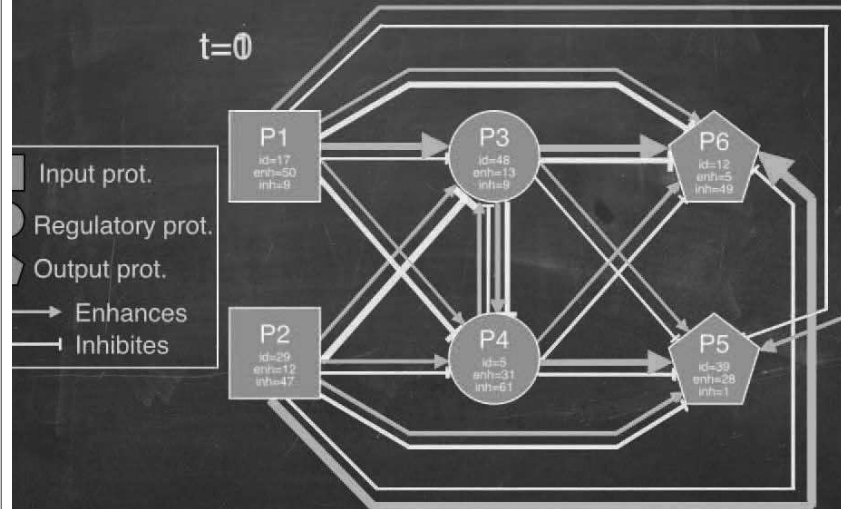 P1
id=17
enh=50
inh=9
P3
id=48
enh=13
inh=9
P6
id=12
enh=5
inh=49
Input prot.
Regulatory prot.
Output prot.
Enhances
Inhibites
P2
id=29
enh=12
inh=47
P4
id=5
enh=31
inh=61
P5
id=39
enh=28
inh=1